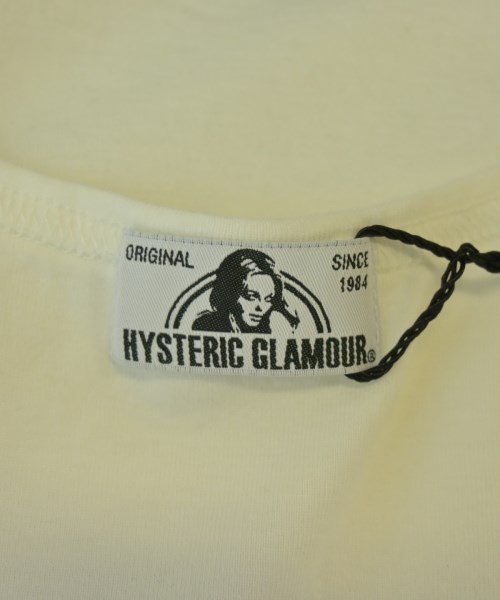 ORIGINAL
SINCE
1984
HYSTERIC GLAMOUR®